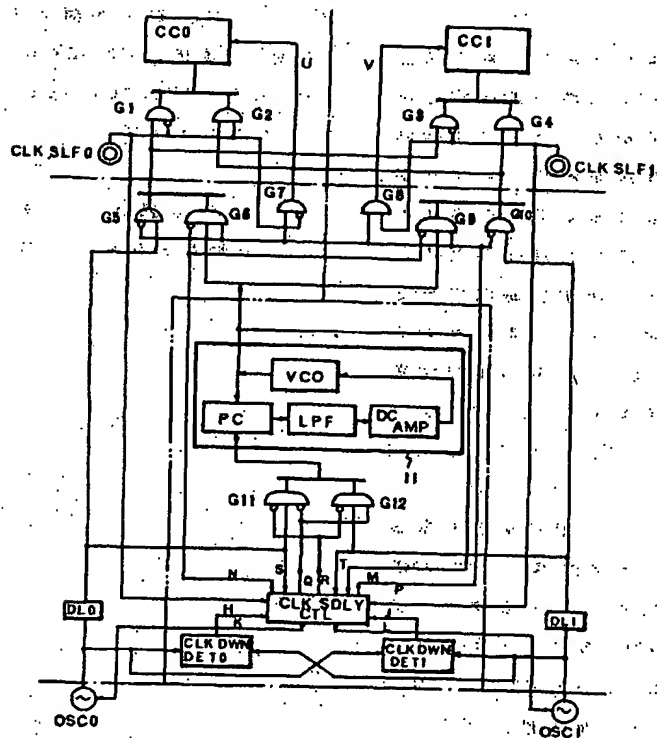 CC0
CC1
U
V
G1
G2
G3
G4
CLK SLF0
CLK SLF1
G7
G8
G5
G6
G9
G10
VCO
PC
LPF
DC AMP
11
G11
G12
S
Q
R
T
N
M
P
CLK SDLY
CTL
DL0
DL1
H
K
CLK DWN
DET0
CLK DWN
DET1
OSC0
OSC1